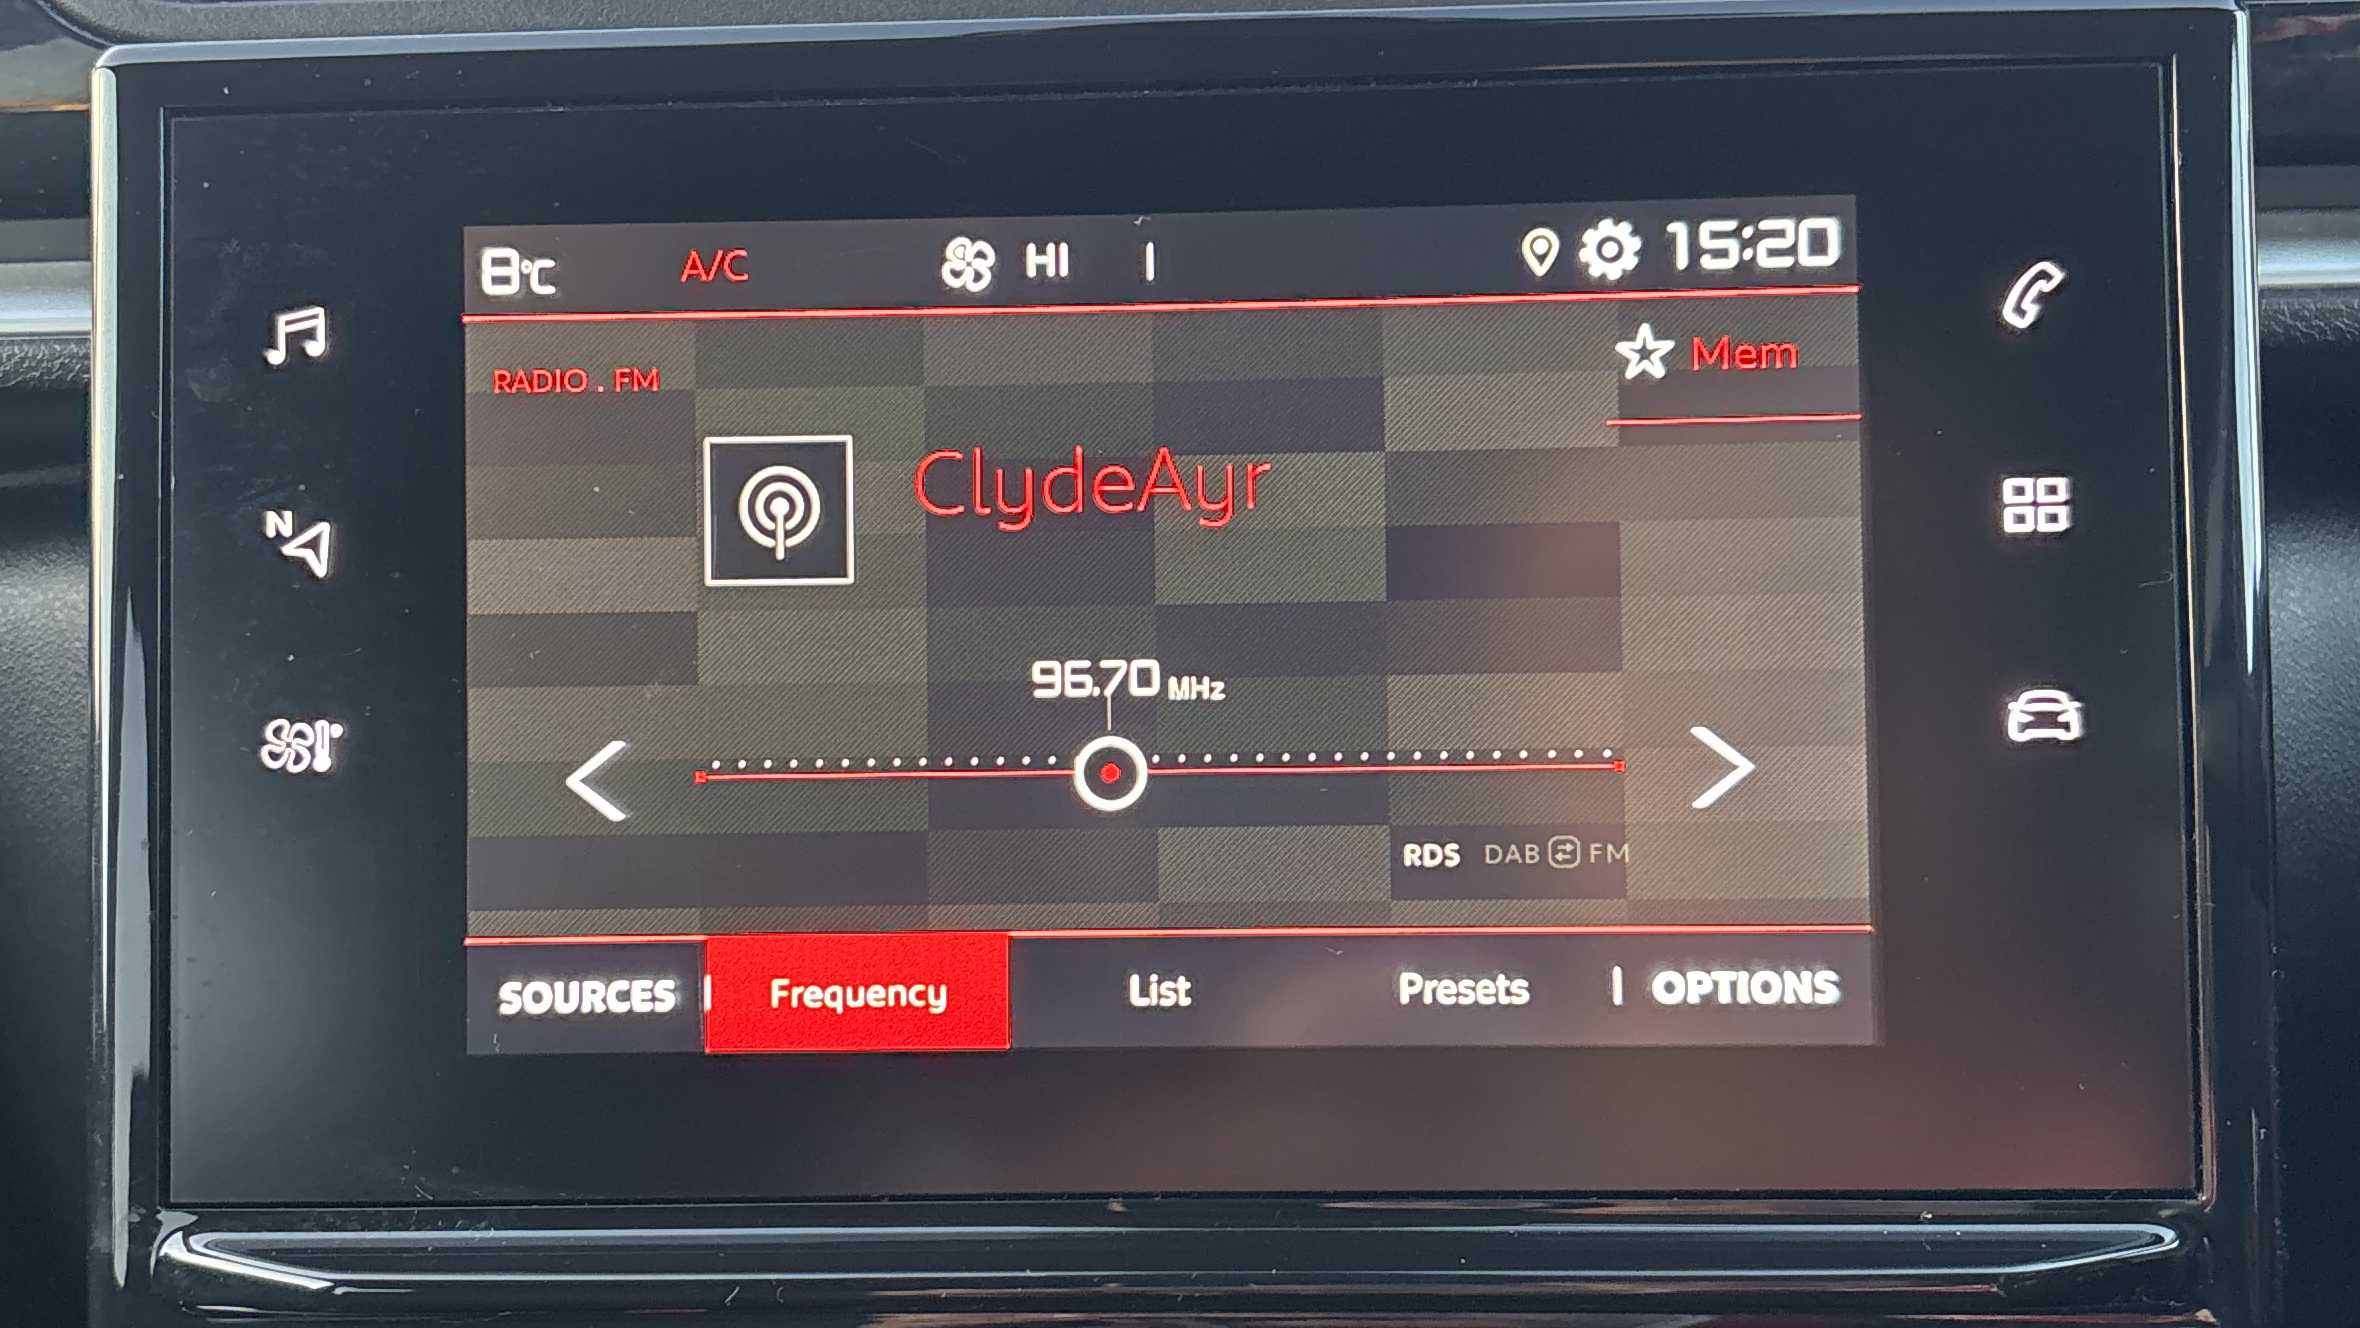 8°C A/C HI 15:20
Mem
RADIO . FM
ClydeAyr
N
96.70 MHz
RDS DAB FM
SOURCES Frequency List Presets OPTIONS